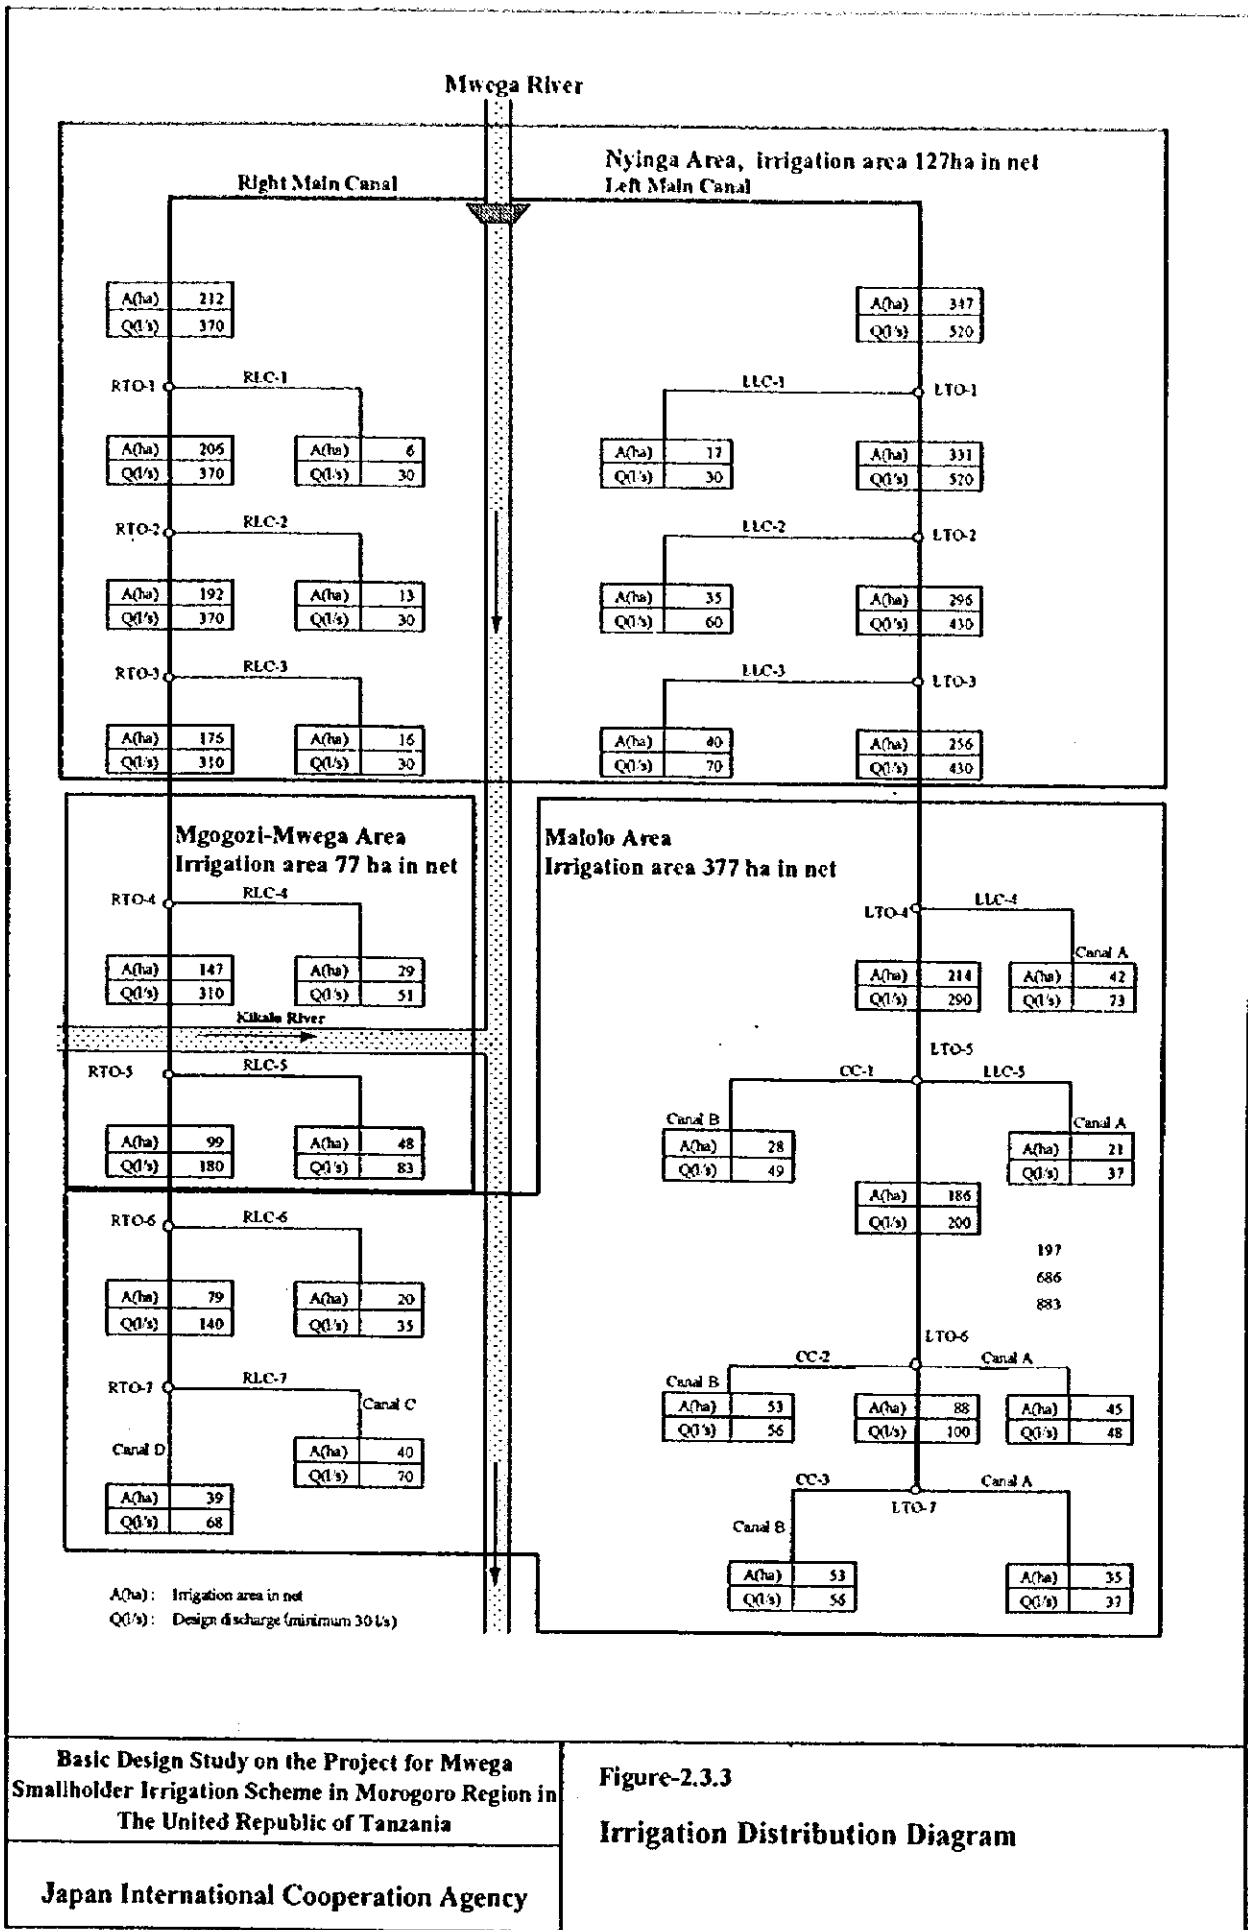 Mwega River
Nyinga Area, irrigation area 127ha in net
Right Main Canal
Left Main Canal
A(ha) 212
Q(l/s) 370
A(ha) 347
Q(l/s) 520
RTO-1
RLC-1
LLC-1
LTO-1
A(ha) 206
Q(l/s) 370
A(ha) 6
Q(l/s) 30
A(ha) 17
Q(l/s) 30
A(ha) 331
Q(l/s) 520
RTO-2
RLC-2
LLC-2
LTO-2
A(ha) 192
Q(l/s) 370
A(ha) 13
Q(l/s) 30
A(ha) 35
Q(l/s) 60
A(ha) 296
Q(l/s) 430
RTO-3
RLC-3
LLC-3
LTO-3
A(ha) 176
Q(l/s) 310
A(ha) 16
Q(l/s) 30
A(ha) 40
Q(l/s) 70
A(ha) 256
Q(l/s) 430
Mgogozi-Mwega Area
Irrigation area 77 ha in net
Malolo Area
Irrigation area 377 ha in net
RTO-4
RLC-4
LTO-4
LLC-4
Canal A
A(ha) 147
Q(l/s) 310
A(ha) 29
Q(l/s) 51
A(ha) 214
Q(l/s) 290
A(ha) 42
Q(l/s) 73
Kikalo River
LTO-5
RTO-5
RLC-5
CC-1
LLC-5
Canal B
Canal A
A(ha) 99
Q(l/s) 180
A(ha) 48
Q(l/s) 83
A(ha) 28
Q(l/s) 49
A(ha) 21
Q(l/s) 37
A(ha) 186
Q(l/s) 200
RTO-6
RLC-6
197
686
883
A(ha) 79
Q(l/s) 140
A(ha) 20
Q(l/s) 35
LTO-6
CC-2
Canal A
Canal B
RTO-7
RLC-7
Canal C
A(ha) 53
Q(l/s) 56
A(ha) 88
Q(l/s) 100
A(ha) 45
Q(l/s) 48
Canal D
A(ha) 40
Q(l/s) 70
CC-3
Canal A
LTO-7
A(ha) 39
Q(l/s) 68
Canal B
A(ha) 53
Q(l/s) 56
A(ha) 35
Q(l/s) 37
A(ha): Irrigation area in net
Q(l/s): Design discharge (minimum 30 l/s)
Basic Design Study on the Project for Mwega
Smallholder Irrigation Scheme in Morogoro Region in
The United Republic of Tanzania
Japan International Cooperation Agency
Figure-2.3.3
Irrigation Distribution Diagram